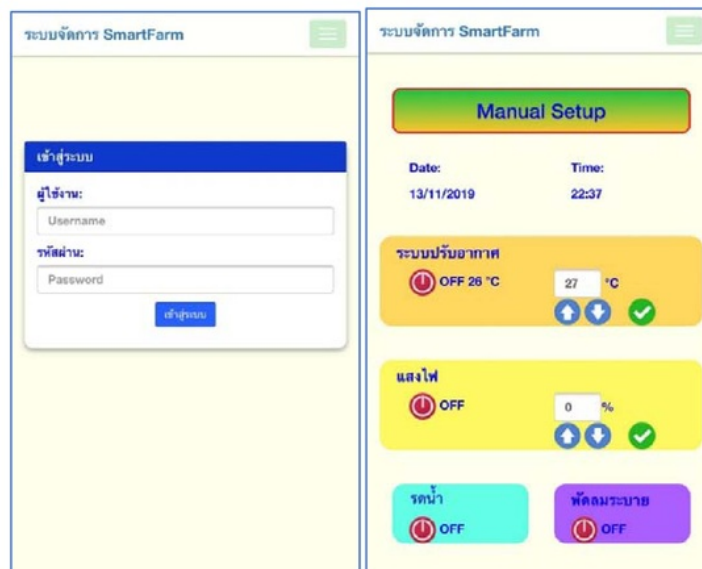 ระบบจัดการ SmartFarm
เข้าสู่ระบบ
ผู้ใช้งาน:
Username
รหัสผ่าน:
Password
เข้าสู่ระบบ
ระบบจัดการ SmartFarm
Manual Setup
Date: Time:
13/11/2019 22:37
ระบบปรับอากาศ
OFF 26 °C 27 °C
แสงไฟ
OFF 0 %
รดน้ำ พัดลมระบาย
OFF OFF